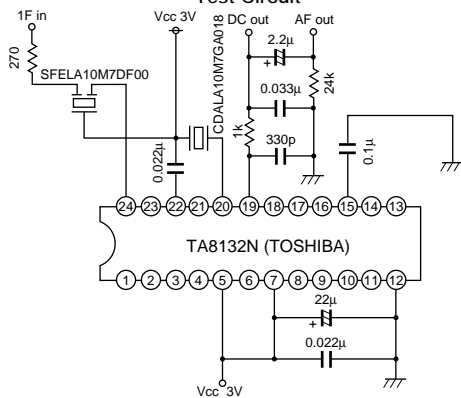 Test Circuit
1F in
Vcc 3V
DC out
AF out
270
SFELA10M7DF00
CDALA10M7GA018
2.2μ
+
0.033μ
24k
1k
330p
0.022μ
0.1μ
24 23 22 21 20 19 18 17 16 15 14 13
TA8132N (TOSHIBA)
1 2 3 4 5 6 7 8 9 10 11 12
22μ
+
0.022μ
Vcc 3V